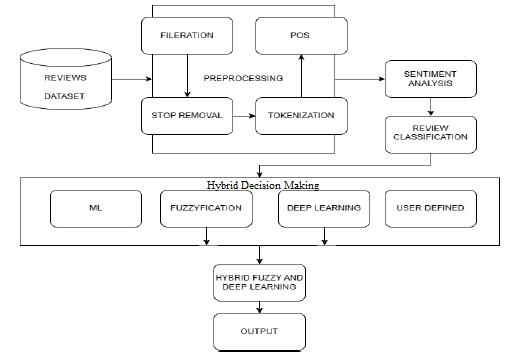 FILERATION
POS
REVIEWS
DATASET
PREPROCESSING
SENTIMENT
ANALYSIS
STOP REMOVAL
TOKENIZATION
REVIEW
CLASSIFICATION
Hybrid Decision Making
ML
FUZZYFICATION
DEEP LEARNING
USER DEFINED
HYBRID FUZZY AND
DEEP LEARNING
OUTPUT